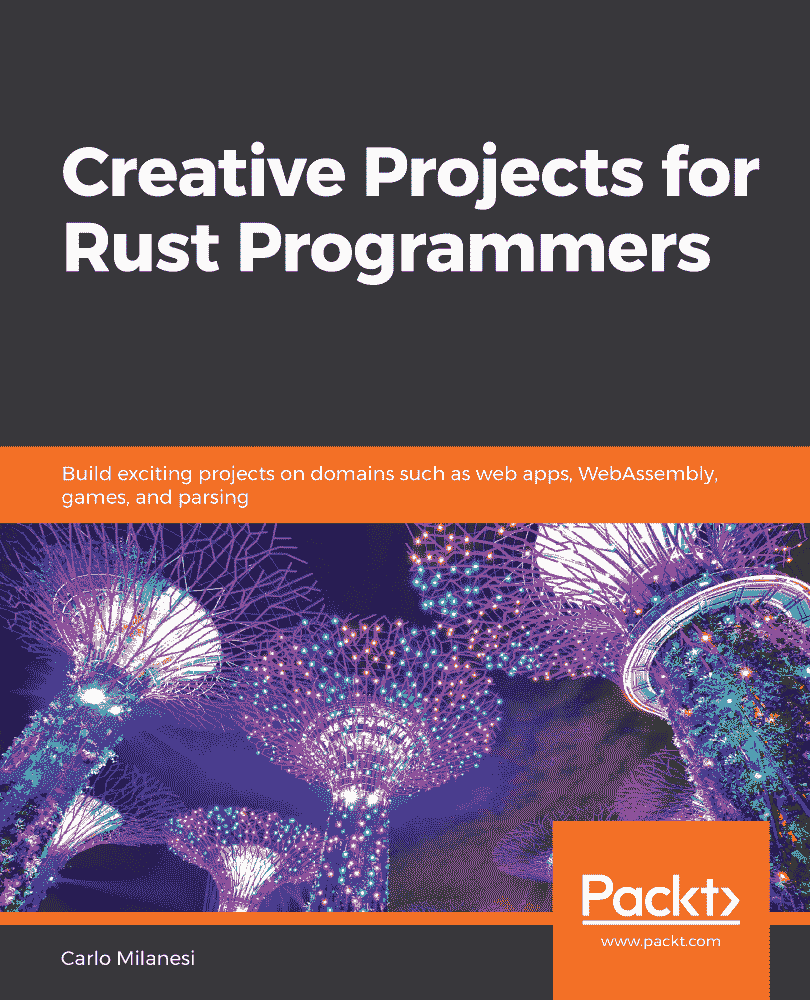 Creative Projects for
Rust Programmers
Build exciting projects on domains such as web apps, WebAssembly,
games, and parsing
Packt>
www.packt.com
Carlo Milanesi